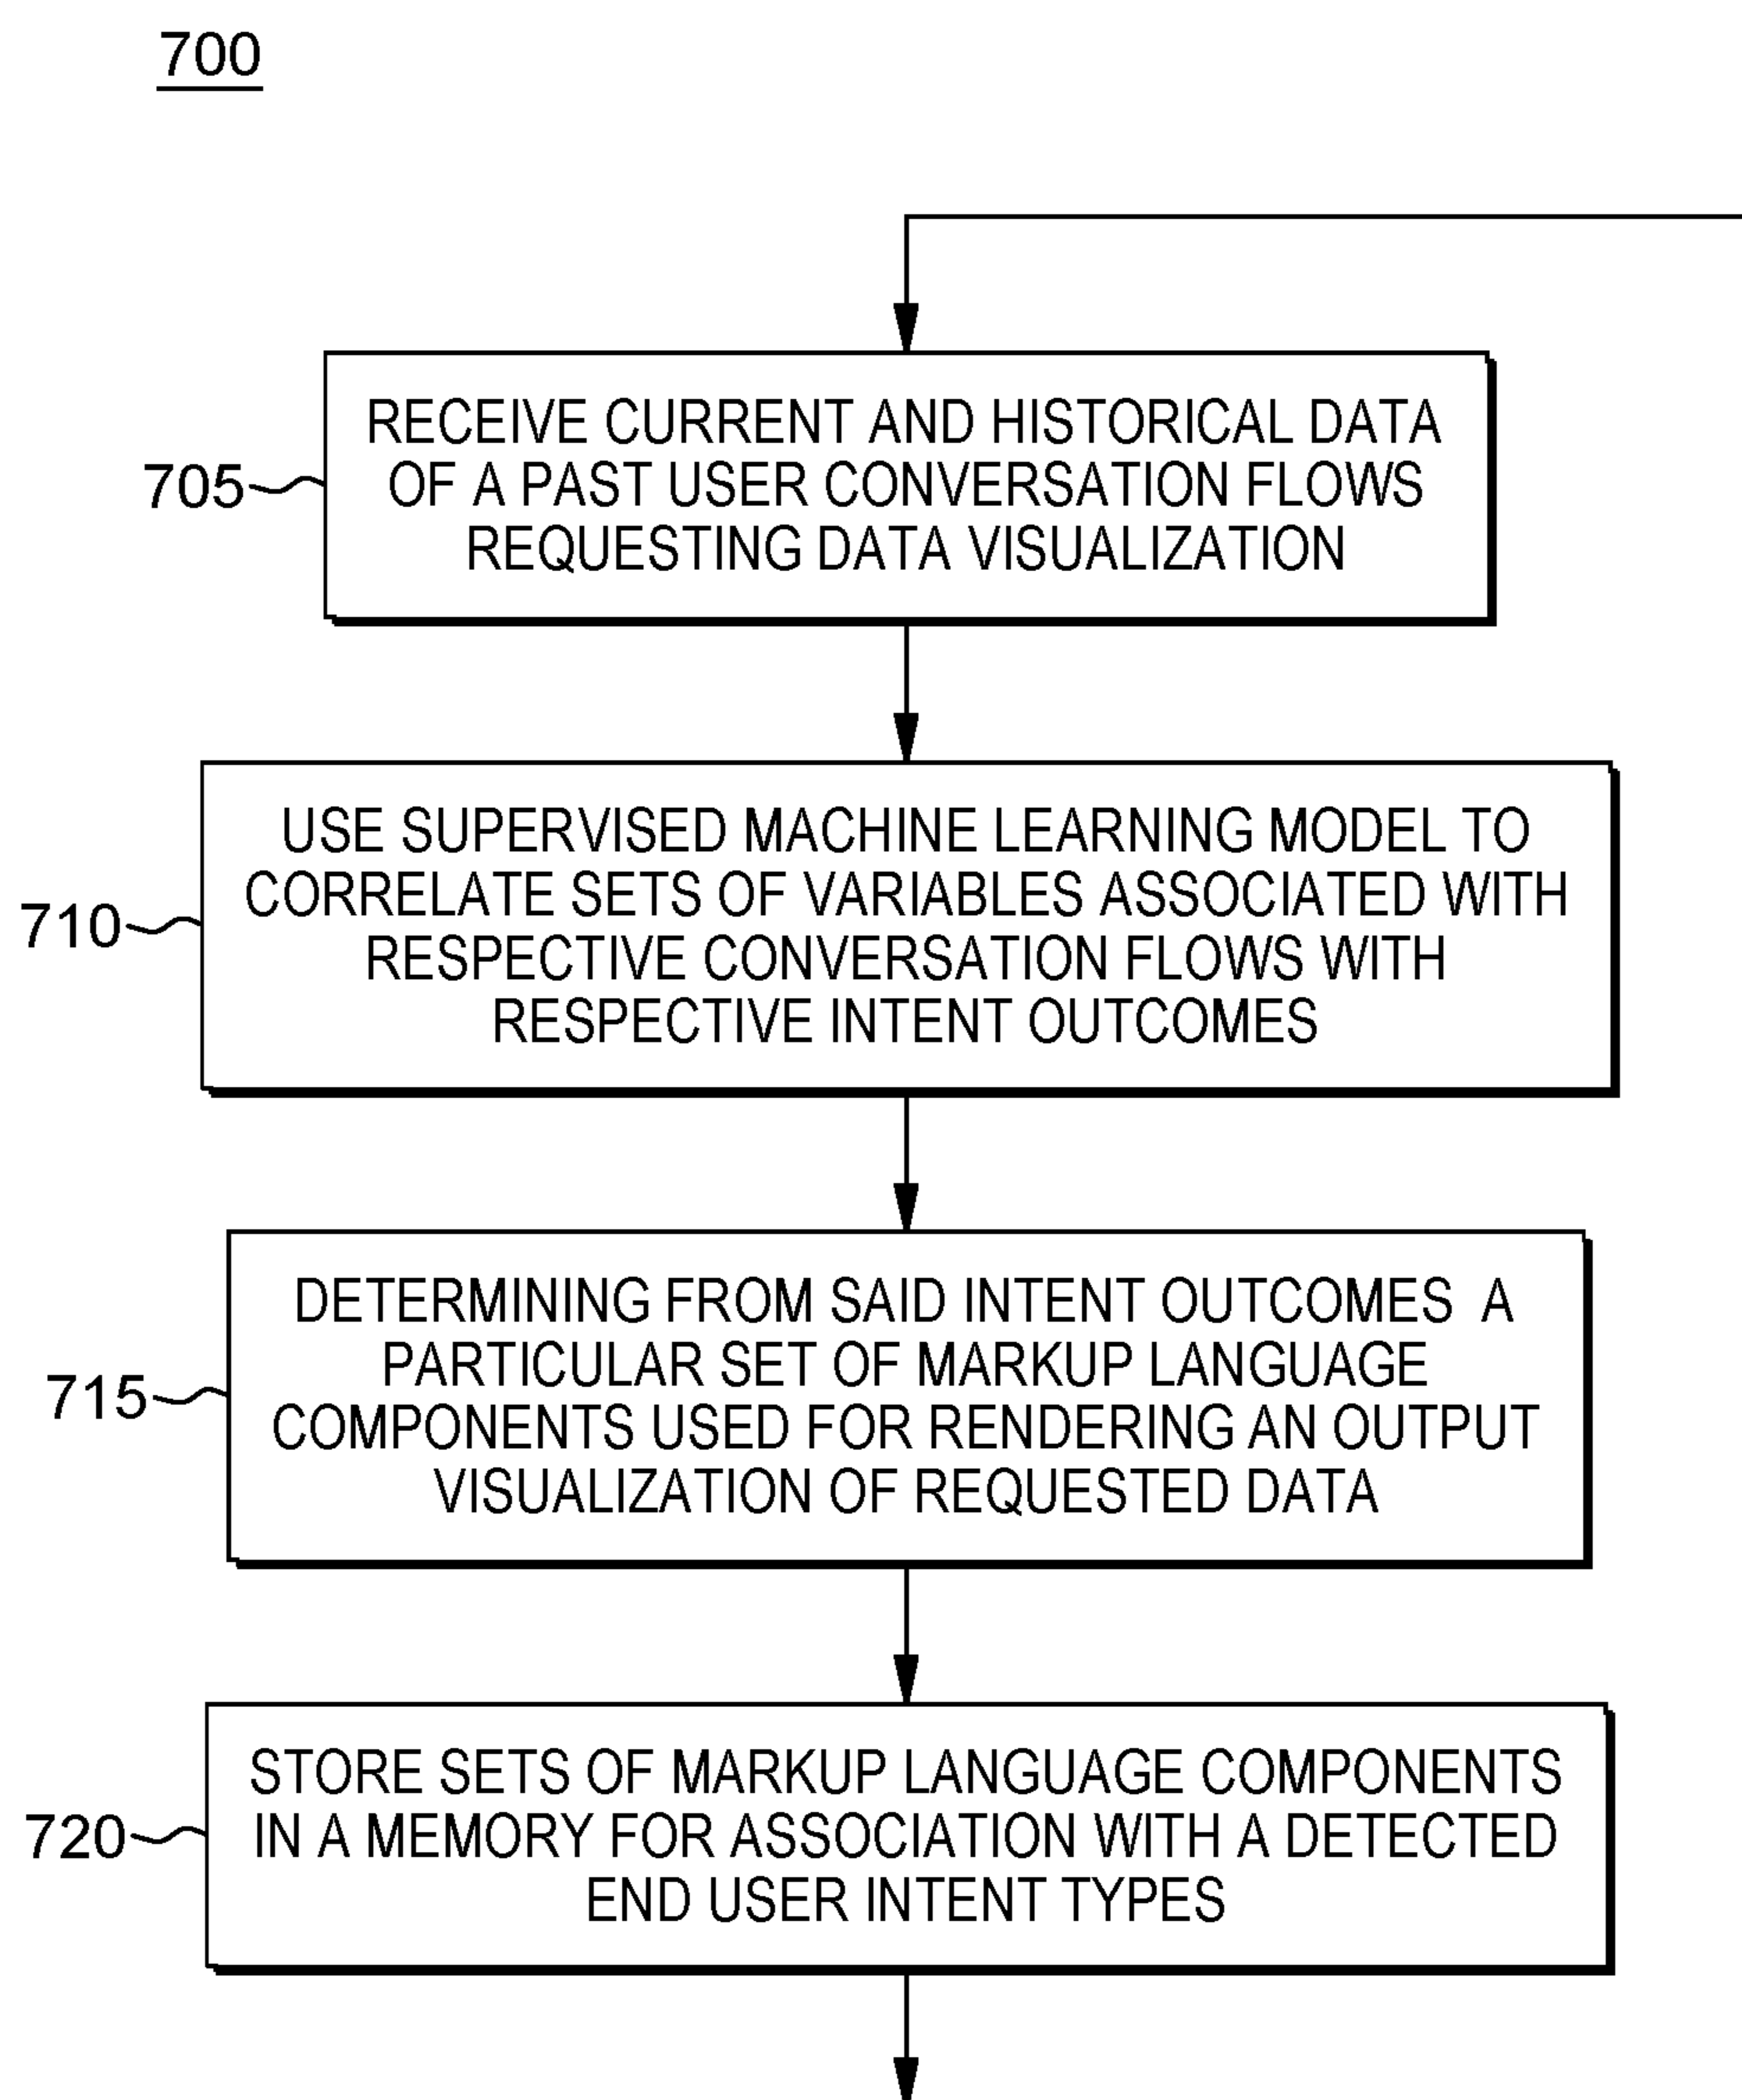 700
RECEIVE CURRENT AND HISTORICAL DATA
OF A PAST USER CONVERSATION FLOWS
REQUESTING DATA VISUALIZATION
705
USE SUPERVISED MACHINE LEARNING MODEL TO
CORRELATE SETS OF VARIABLES ASSOCIATED WITH
RESPECTIVE CONVERSATION FLOWS WITH
RESPECTIVE INTENT OUTCOMES
710
DETERMINING FROM SAID INTENT OUTCOMES A
PARTICULAR SET OF MARKUP LANGUAGE
COMPONENTS USED FOR RENDERING AN OUTPUT
VISUALIZATION OF REQUESTED DATA
715
STORE SETS OF MARKUP LANGUAGE COMPONENTS
IN A MEMORY FOR ASSOCIATION WITH A DETECTED
END USER INTENT TYPES
720